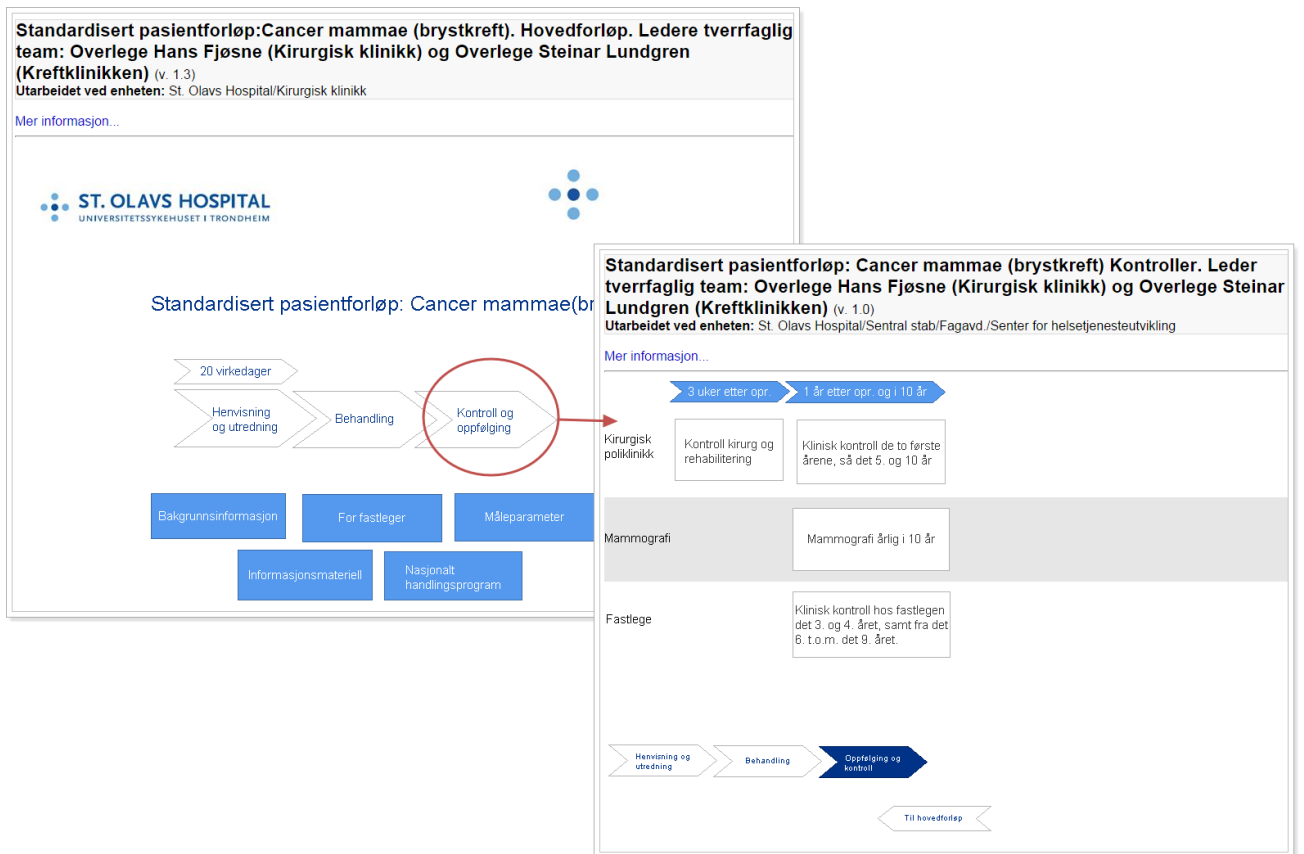 Standardisert pasientforløp:Cancer mammae (brystkreft). Hovedforløp. Ledere tverrfaglig
team: Overlege Hans Fjøsne (Kirurgisk klinikk) og Overlege Steinar Lundgren
(Kreftklinikken) (v. 1.3)
Utarbeidet ved enheten: St. Olavs Hospital/Kirurgisk klinikk
Mer informasjon...
ST. OLAVS HOSPITAL
UNIVERSITETSSYKEHUSET I TRONDHEIM
Standardisert pasientforløp: Cancer mammae(br
20 virkedager
Henvisning
og utredning
Behandling
Kontroll og
oppfølging
Bakgrunnsinformasjon
For fastleger
Måleparameter
Informasjonsmateriell
Nasjonalt
handlingsprogram
Standardisert pasientforløp: Cancer mammae (brystkreft) Kontroller. Leder
tverrfaglig team: Overlege Hans Fjøsne (Kirurgisk klinikk) og Overlege Steinar
Lundgren (Kreftklinikken) (v. 1.0)
Utarbeidet ved enheten: St. Olavs Hospital/Sentral stab/Fagavd./Senter for helsetjenesteutvikling
Mer informasjon...
3 uker etter opr.
1 år etter opr. og i 10 år
Kirurgisk
poliklinikk
Kontroll kirurg og
rehabilitering
Klinisk kontroll de to første
årene, så det 5. og 10 år
Mammografi
Mammografi årlig i 10 år
Fastlege
Klinisk kontroll hos fastlegen
det 3. og 4. året, samt fra det
6. t.o.m. det 9. året.
Henvisning og
utredning
Behandling
Oppfølging og
kontroll
Til hovedforløp